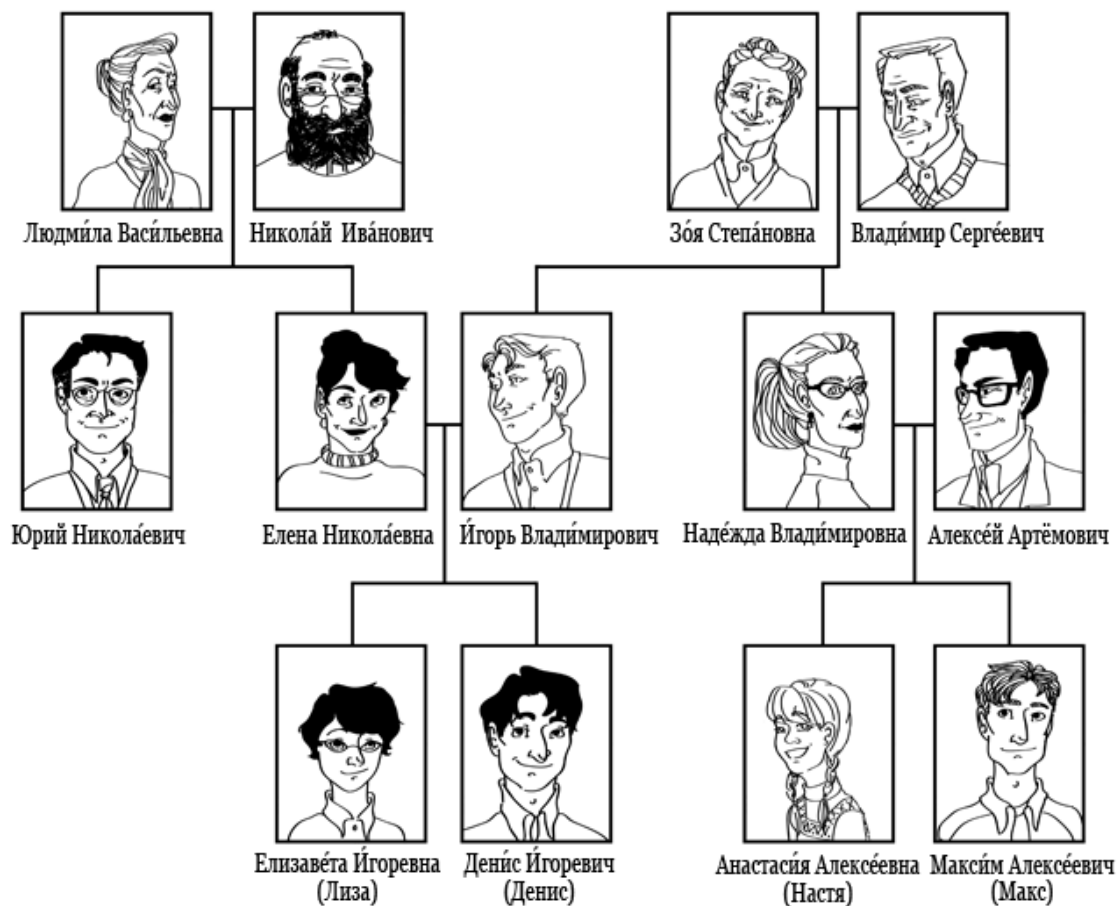 Людми́ла Васи́льевна
Никола́й Ива́нович
Зо́я Степа́новна
Влади́мир Серге́евич
Юрий Никола́евич
Елена Никола́евна
И́горь Влади́мирович
Наде́жда Влади́мировна
Алексе́й Артёмович
Елизаве́та И́горевна
(Лиза)
Дени́с И́горевич
(Денис)
Анастаси́я Алексе́евна
(Настя)
Макси́м Алексе́евич
(Макс)